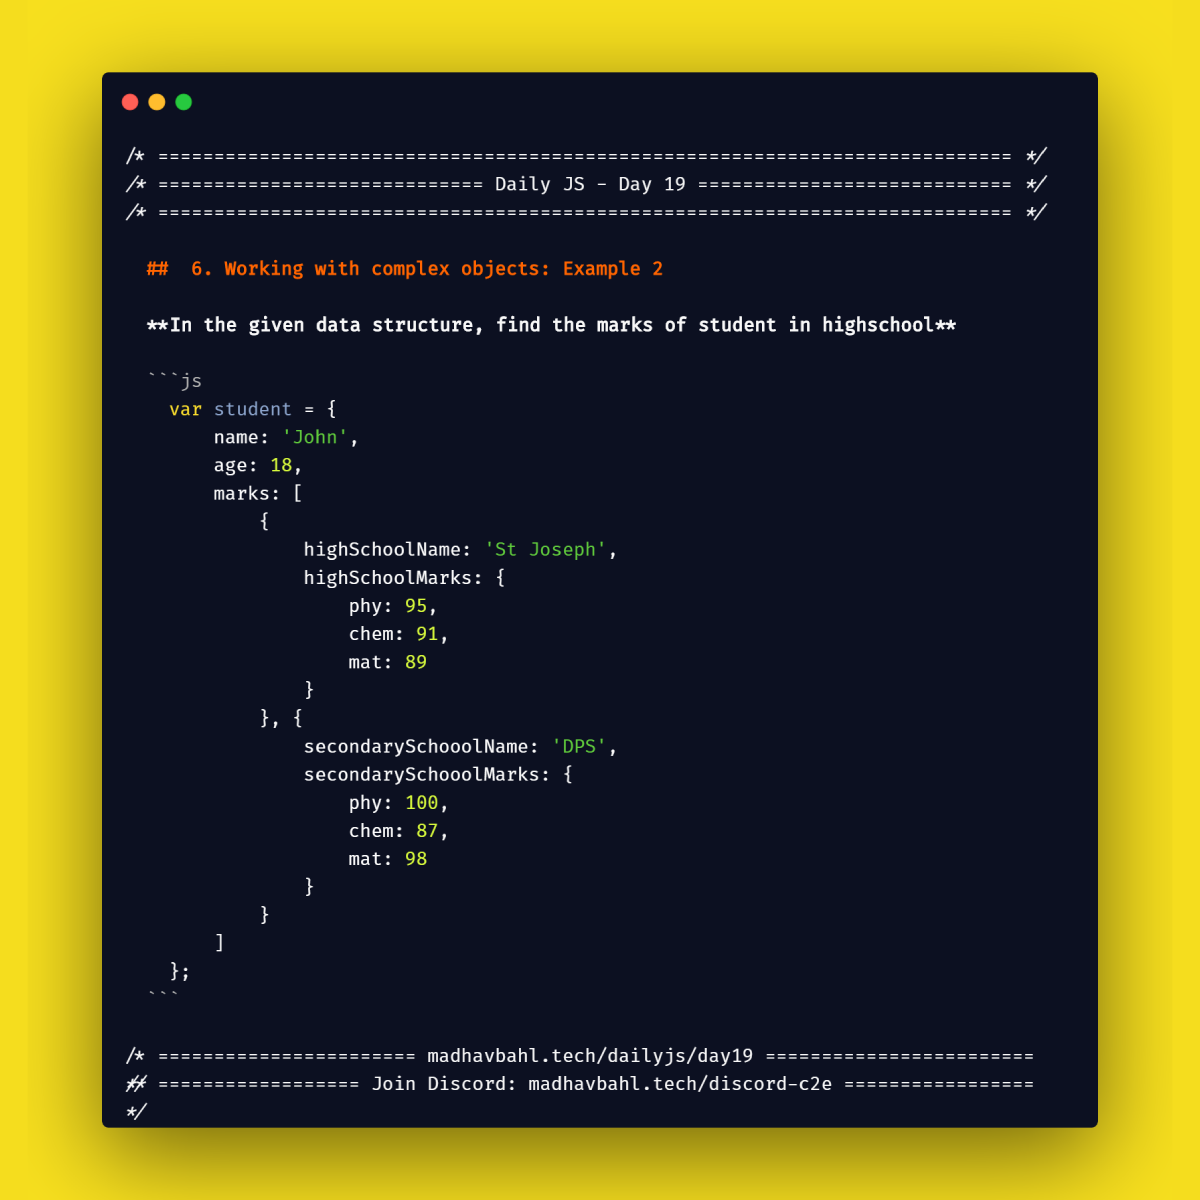 /* ============================================================================ */
/* ============================= Daily JS - Day 19 ============================ */
/* ============================================================================ */
##  6. Working with complex objects: Example 2
**In the given data structure, find the marks of student in highschool**
```js
  var student = {
      name: 'John',
      age: 18,
      marks: [
          {
              highSchoolName: 'St Joseph',
              highSchoolMarks: {
                  phy: 95,
                  chem: 91,
                  mat: 89
              }
          }, {
              secondarySchooolName: 'DPS',
              secondarySchooolMarks: {
                  phy: 100,
                  chem: 87,
                  mat: 98
              }
          }
      ]
  };
```
/* ======================= madhavbahl.tech/dailyjs/day19 ========================
*/
/* ================== Join Discord: madhavbahl.tech/discord-c2e =================
*/